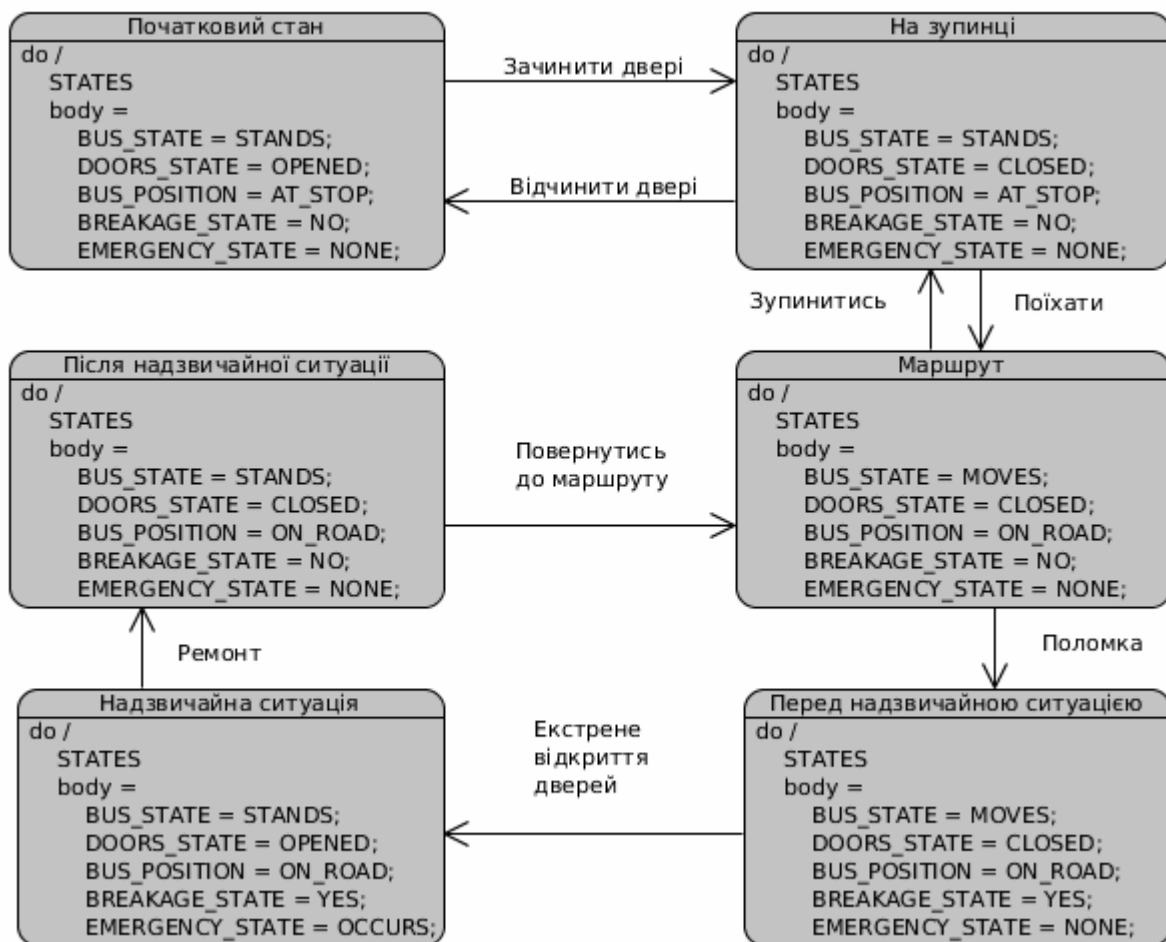 Початковий стан
do /
STATES
body =
BUS_STATE = STANDS;
DOORS_STATE = OPENED;
BUS_POSITION = AT_STOP;
BREAKAGE_STATE = NO;
EMERGENCY_STATE = NONE;
Зачинити двері
Відчинити двері
На зупинці
do /
STATES
body =
BUS_STATE = STANDS;
DOORS_STATE = CLOSED;
BUS_POSITION = AT_STOP;
BREAKAGE_STATE = NO;
EMERGENCY_STATE = NONE;
Зупинитись
Поїхати
Після надзвичайної ситуації
do /
STATES
body =
BUS_STATE = STANDS;
DOORS_STATE = CLOSED;
BUS_POSITION = ON_ROAD;
BREAKAGE_STATE = NO;
EMERGENCY_STATE = NONE;
Повернутись
до маршруту
Маршрут
do /
STATES
body =
BUS_STATE = MOVES;
DOORS_STATE = CLOSED;
BUS_POSITION = ON_ROAD;
BREAKAGE_STATE = NO;
EMERGENCY_STATE = NONE;
Ремонт
Поломка
Надзвичайна ситуація
do /
STATES
body =
BUS_STATE = STANDS;
DOORS_STATE = OPENED;
BUS_POSITION = ON_ROAD;
BREAKAGE_STATE = YES;
EMERGENCY_STATE = OCCURS;
Екстрене
відкриття
дверей
Перед надзвичайною ситуацією
do /
STATES
body =
BUS_STATE = MOVES;
DOORS_STATE = CLOSED;
BUS_POSITION = ON_ROAD;
BREAKAGE_STATE = YES;
EMERGENCY_STATE = NONE;